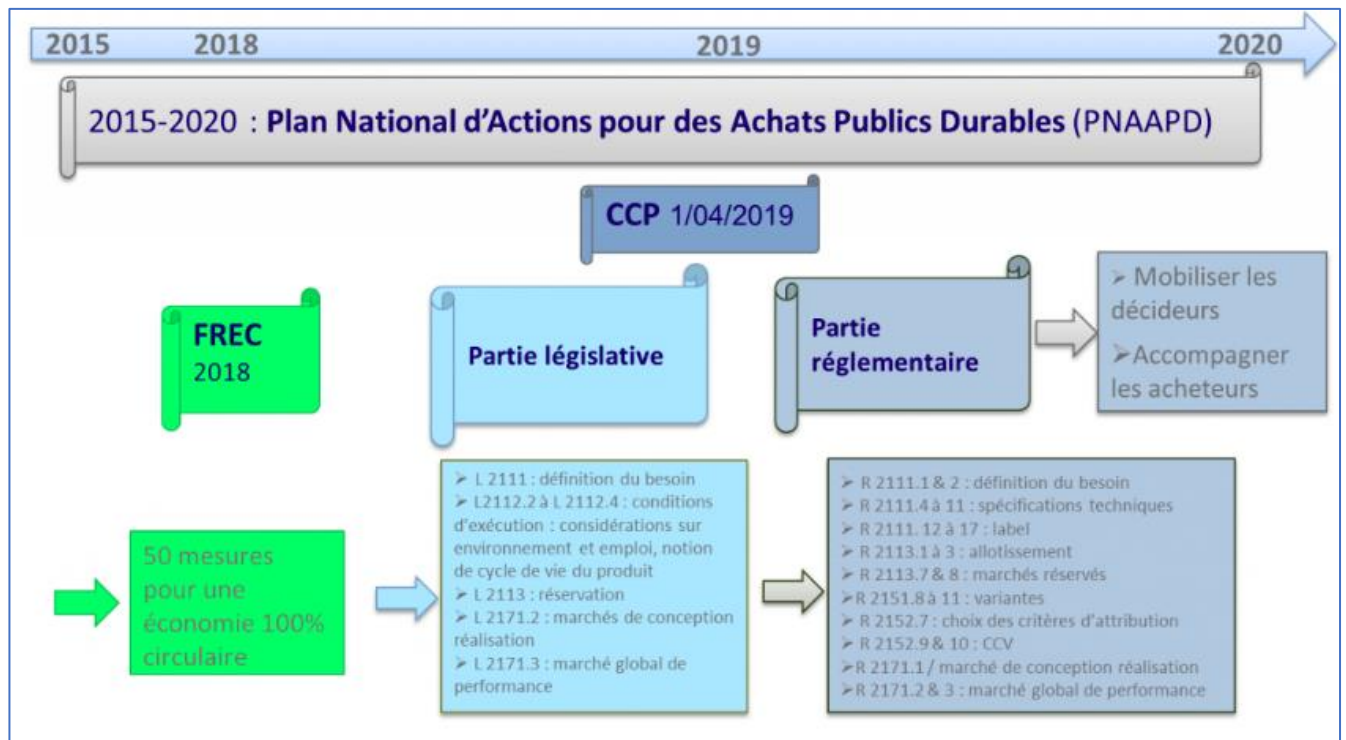 2015 2018 2019 2020
2015-2020 : Plan National d'Actions pour des Achats Publics Durables (PNAAPD)
CCP 1/04/2019
FREC
2018
Partie législative
Partie
réglementaire
➢ Mobiliser les
décideurs
➢Accompagner
les acheteurs
50 mesures
pour une
économie 100%
circulaire
➢ L 2111 : définition du besoin
➢ L2112.2 à L 2112.4 : conditions
d'exécution : considérations sur
environnement et emploi, notion
de cycle de vie du produit
➢ L 2113 : réservation
➢ L 2171.2 : marchés de conception
réalisation
➢ L 2171.3 : marché global de
performance
➢ R 2111.1 & 2 : définition du besoin
➢ R 2111.4 à 11 : spécifications techniques
➢ R 2111.12 à 17 : label
➢ R 2113.1 à 3 : allotissement
➢ R 2113.7 & 8 : marchés réservés
➢R 2151.8 à 11 : variantes
➢ R 2152.7 : choix des critères d'attribution
➢ R 2152.9 & 10 : CCV
➢R 2171.1 / marché de conception réalisation
➢ R 2171.2 & 3 : marché global de performance